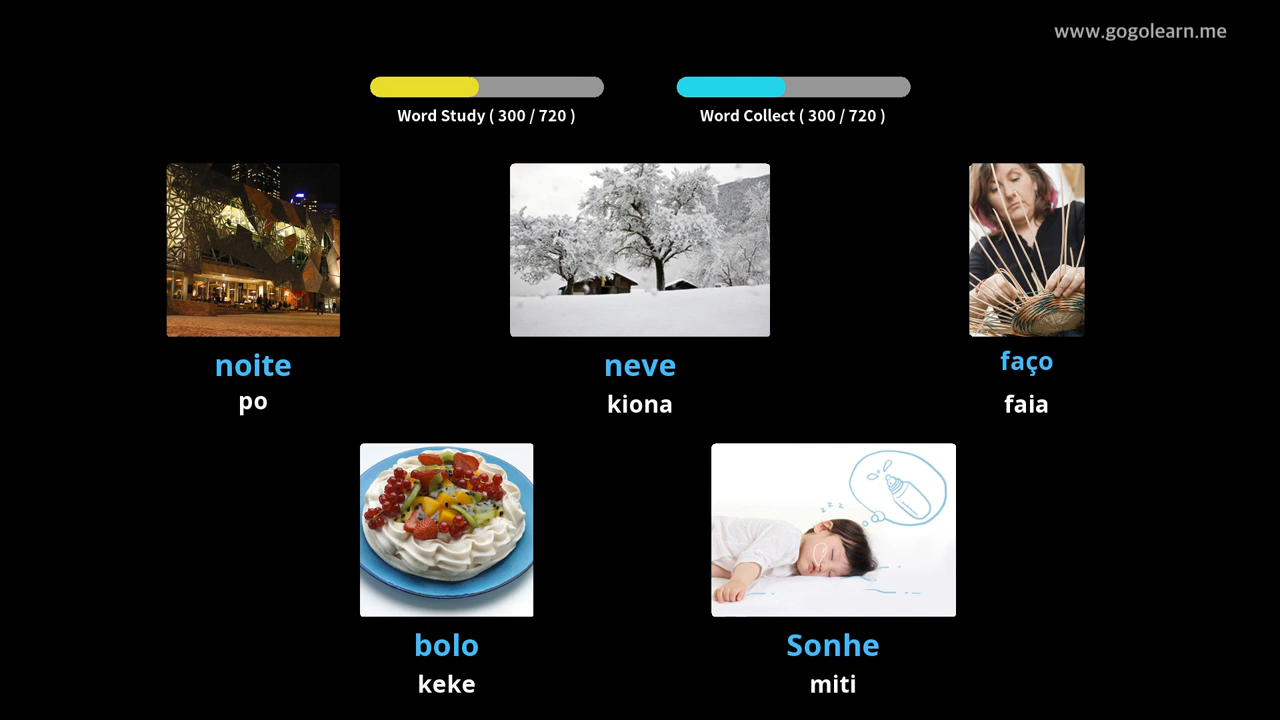 www.gogolearn.me
Word Study ( 300 / 720 )
Word Collect ( 300 / 720 )
noite
po
neve
kiona
faço
faia
bolo
keke
Sonhe
miti